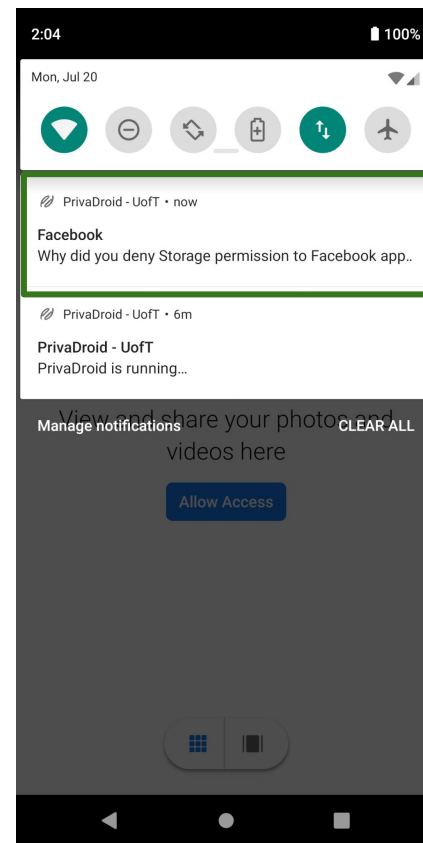 2:04 100%
Mon, Jul 20
PrivaDroid - UofT • now
Facebook
Why did you deny Storage permission to Facebook app..
PrivaDroid - UofT • 6m
PrivaDroid - UofT
PrivaDroid is running...
Manage notifications CLEAR ALL
View and share your photos and
videos here
Allow Access